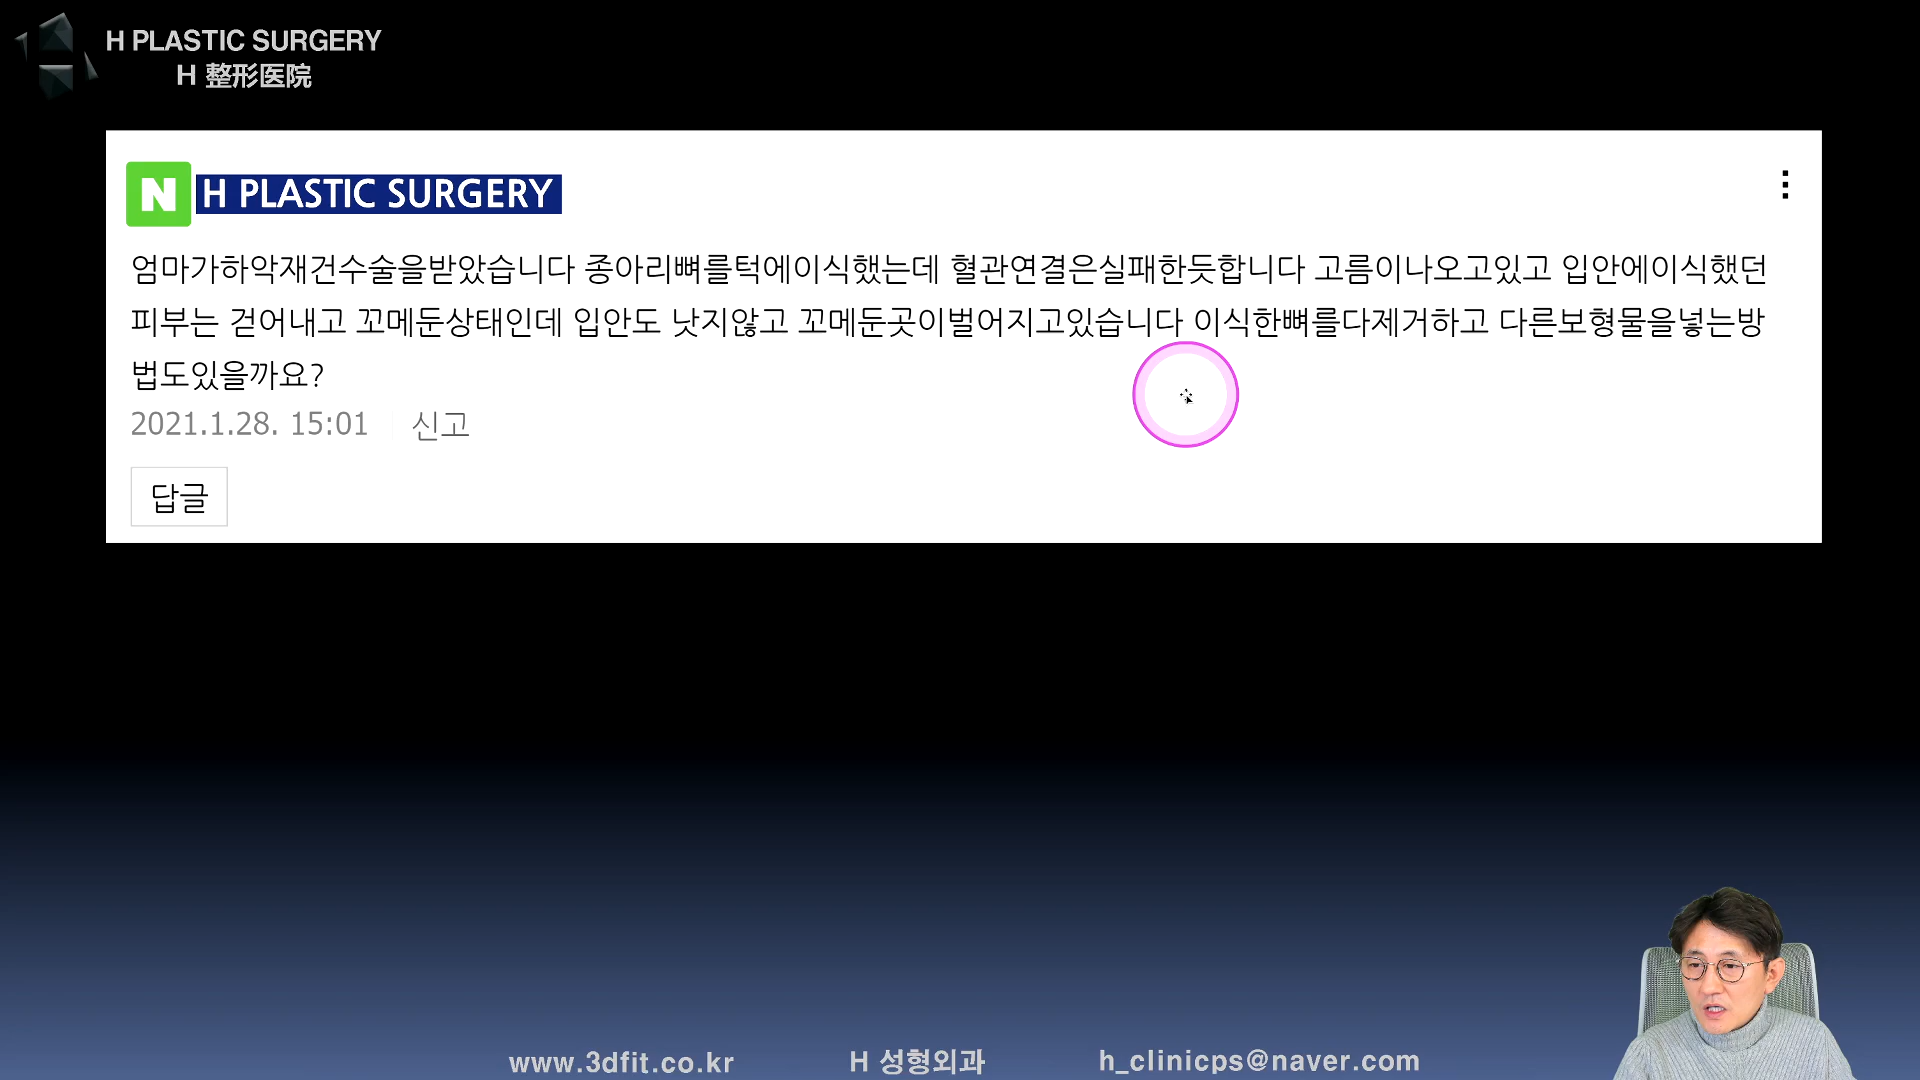 H PLASTIC SURGERY
H 整形医院
N H PLASTIC SURGERY
엄마가하악재건수술을받았습니다 종아리뼈를턱에이식했는데 혈관연결은실패한듯합니다 고름이나오고있고 입안에이식했던
피부는 걷어내고 꼬메둔상태인데 입안도 낫지않고 꼬메둔곳이벌어지고있습니다 이식한뼈를다제거하고 다른보형물을넣는방
법도있을까요?
2021.1.28. 15:01 신고
답글
www.3dfit.co.kr H 성형외과 h_clinicps@naver.com